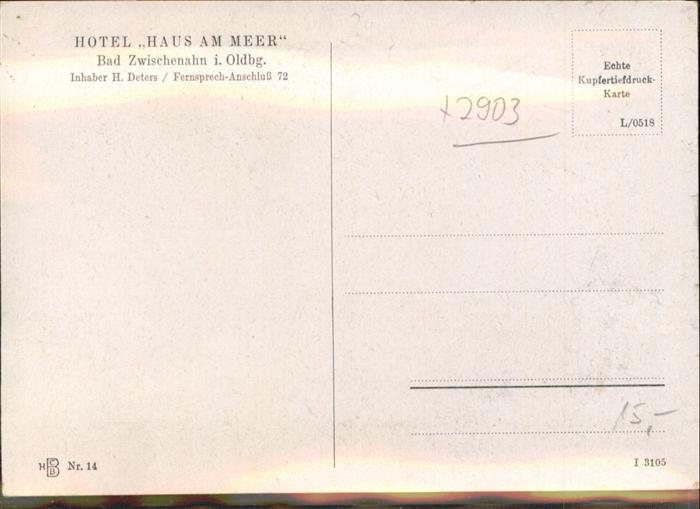 HOTEL „HAUS AM MEER“
Bad Zwischenahn i. Oldbg.
Inhaber H. Deters / Fernsprech-Anschluß 72
Echte
Kupfertiefdruck-
Karte
L/0518
+2903
15,-
Nr. 14
I 3105